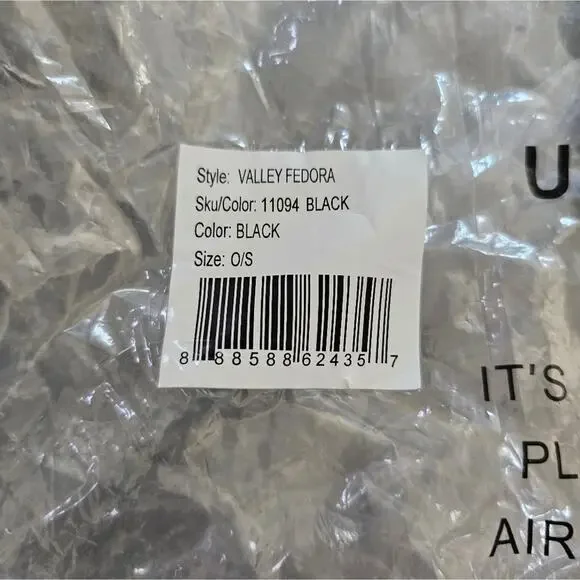 Style: VALLEY FEDORA
Sku/Color: 11094 BLACK
Color: BLACK
Size: O/S
8 88588 62435 7
U
IT'S
PL
AIR